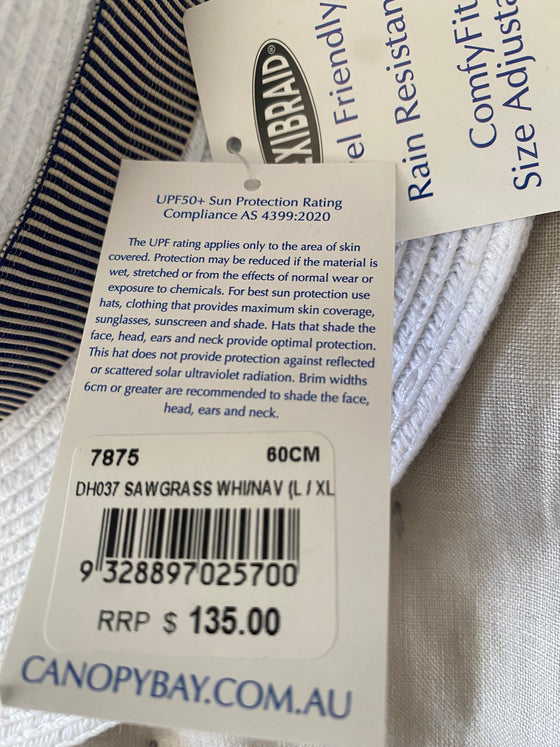 XIBRAID®
el Friendly
Rain Resistan
ComfyFit
Size Adjusta
UPF50+ Sun Protection Rating
Compliance AS 4399:2020
The UPF rating applies only to the area of skin
covered. Protection may be reduced if the material is
wet, stretched or from the effects of normal wear or
exposure to chemicals. For best sun protection use
hats, clothing that provides maximum skin coverage,
sunglasses, sunscreen and shade. Hats that shade the
face, head, ears and neck provide optimal protection.
This hat does not provide protection against reflected
or scattered solar ultraviolet radiation. Brim widths
6cm or greater are recommended to shade the face,
head, ears and neck.
7875 60CM
DH037 SAWGRASS WHI/NAV (L / XL
9 328897 025700
RRP $ 135.00
CANOPYBAY.COM.AU